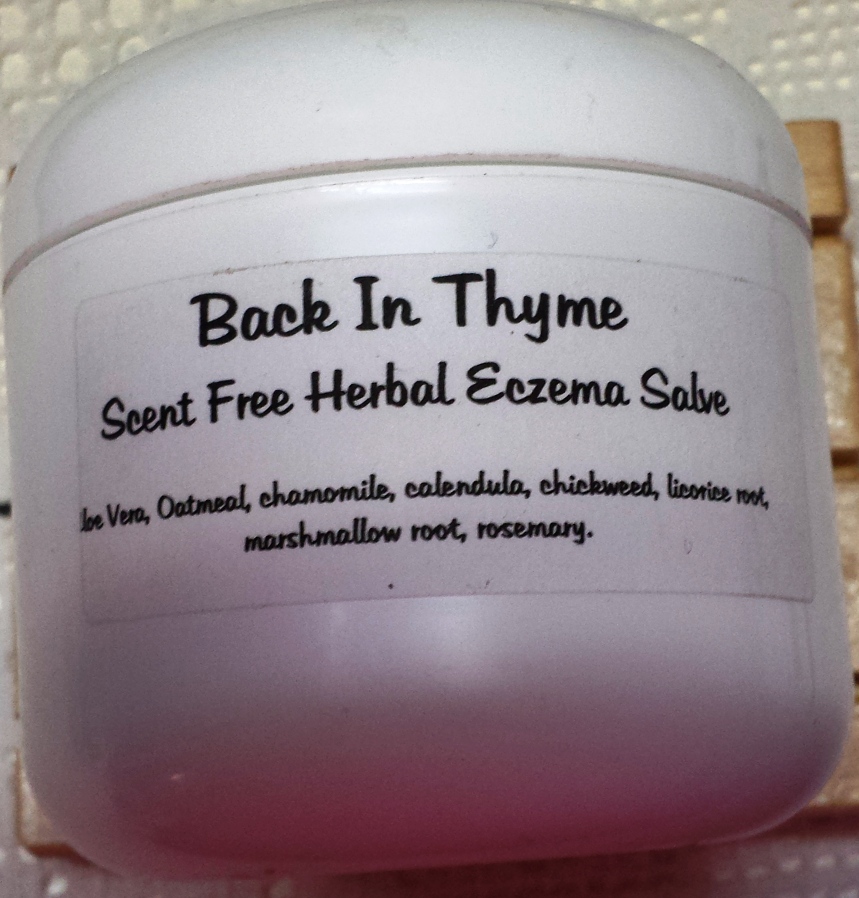 Back In Thyme
Scent Free Herbal Eczema Salve
loe Vera, Oatmeal, chamomile, calendula, chickweed, licorice root,
marshmallow root, rosemary.